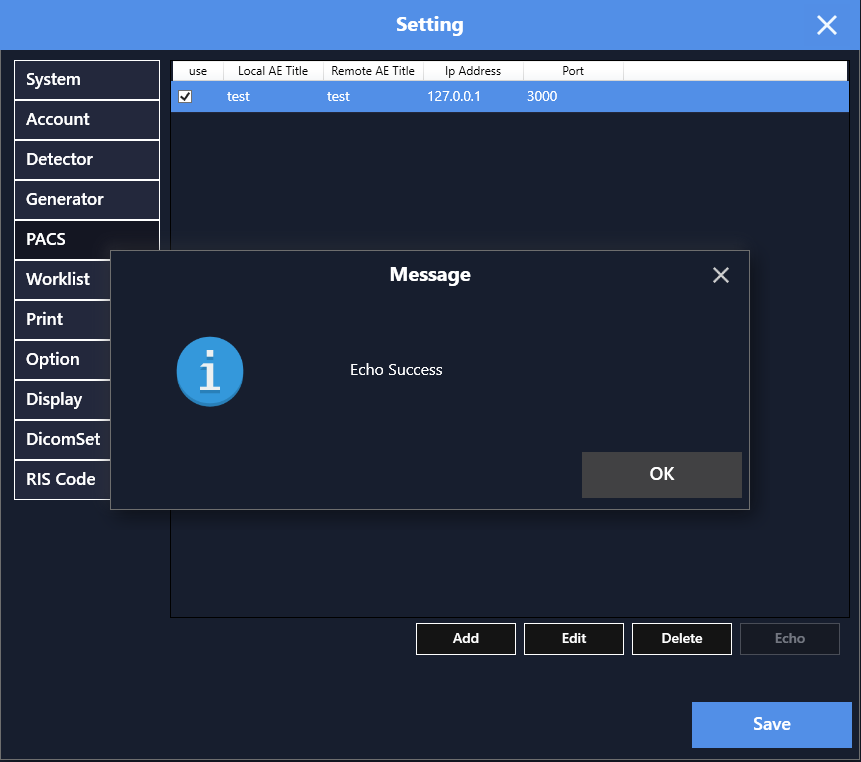 Setting
System
Account
Detector
Generator
PACS
Worklist
Print
Option
Display
DicomSet
RIS Code
use Local AE Title Remote AE Title Ip Address Port
test test 127.0.0.1 3000
Message
Echo Success
OK
Add Edit Delete Echo
Save